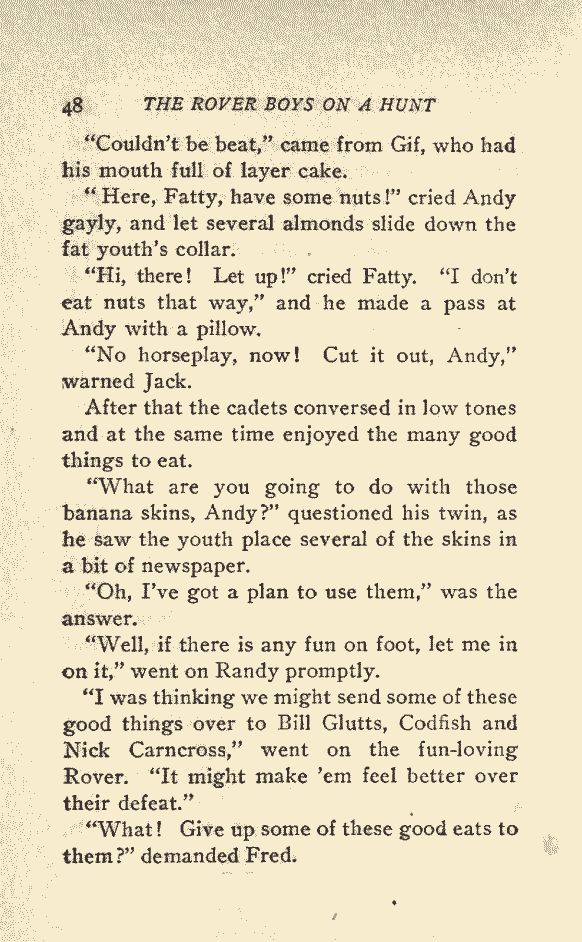 48 THE ROVER BOYS ON A HUNT
“Couldn’t be beat,” came from Gif, who had
his mouth full of layer cake.
“ Here, Fatty, have some nuts!” cried Andy
gayly, and let several almonds slide down the
fat youth’s collar.
“Hi, there! Let up!” cried Fatty. “I don’t
eat nuts that way,” and he made a pass at
Andy with a pillow.
“No horseplay, now! Cut it out, Andy,”
warned Jack.
After that the cadets conversed in low tones
and at the same time enjoyed the many good
things to eat.
“What are you going to do with those
banana skins, Andy?” questioned his twin, as
he saw the youth place several of the skins in
a bit of newspaper.
“Oh, I’ve got a plan to use them,” was the
answer.
“Well, if there is any fun on foot, let me in
on it,” went on Randy promptly.
“I was thinking we might send some of these
good things over to Bill Glutts, Codfish and
Nick Carncross,” went on the fun-loving
Rover. “It might make ’em feel better over
their defeat.”
“What! Give up some of these good eats to
them?” demanded Fred.